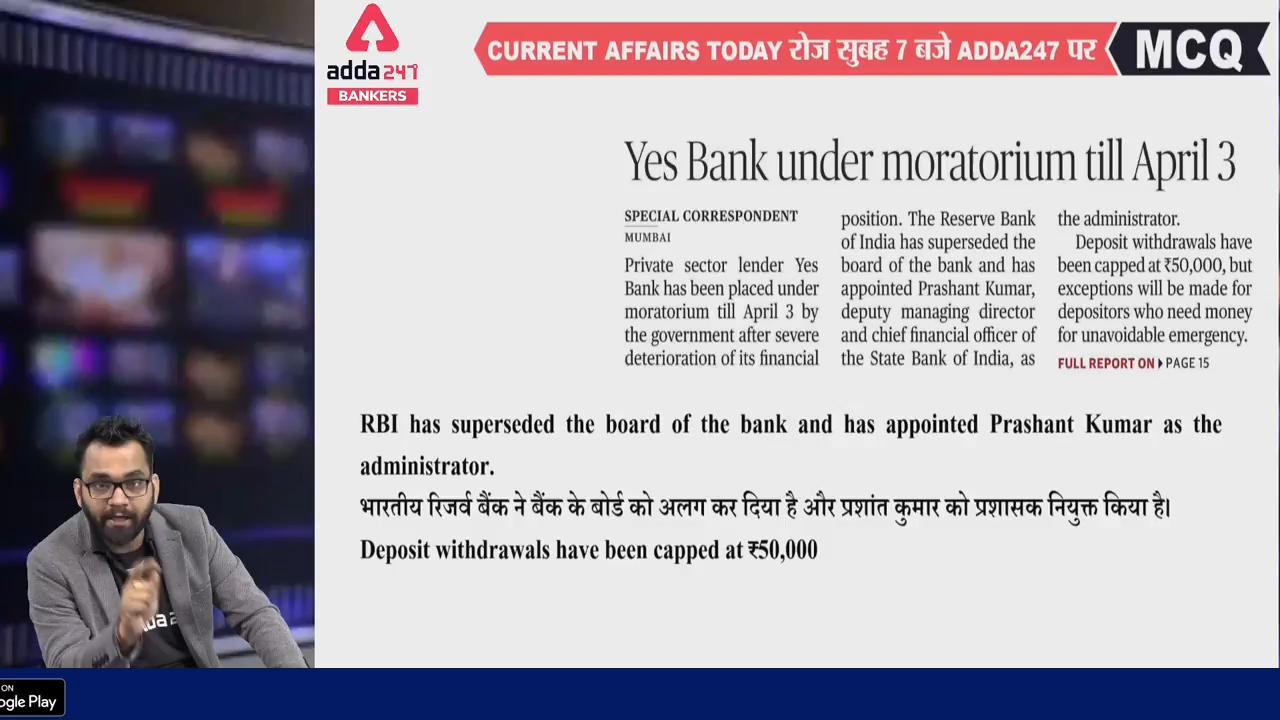 adda 247
BANKERS
CURRENT AFFAIRS TODAY रोज सुबह 7 बजे ADDA247 पर
MCQ
Yes Bank under moratorium till April 3
SPECIAL CORRESPONDENT
MUMBAI
Private sector lender Yes
Bank has been placed under
moratorium till April 3 by
the government after severe
deterioration of its financial
position. The Reserve Bank
of India has superseded the
board of the bank and has
appointed Prashant Kumar,
deputy managing director
and chief financial officer of
the State Bank of India, as
the administrator.
Deposit withdrawals have
been capped at ₹50,000, but
exceptions will be made for
depositors who need money
for unavoidable emergency.
FULL REPORT ON PAGE 15
RBI has superseded the board of the bank and has appointed Prashant Kumar as the
administrator.
भारतीय रिजर्व बैंक ने बैंक के बोर्ड को अलग कर दिया है और प्रशांत कुमार को प्रशासक नियुक्त किया है।
Deposit withdrawals have been capped at ₹50,000
ON
ogle Play